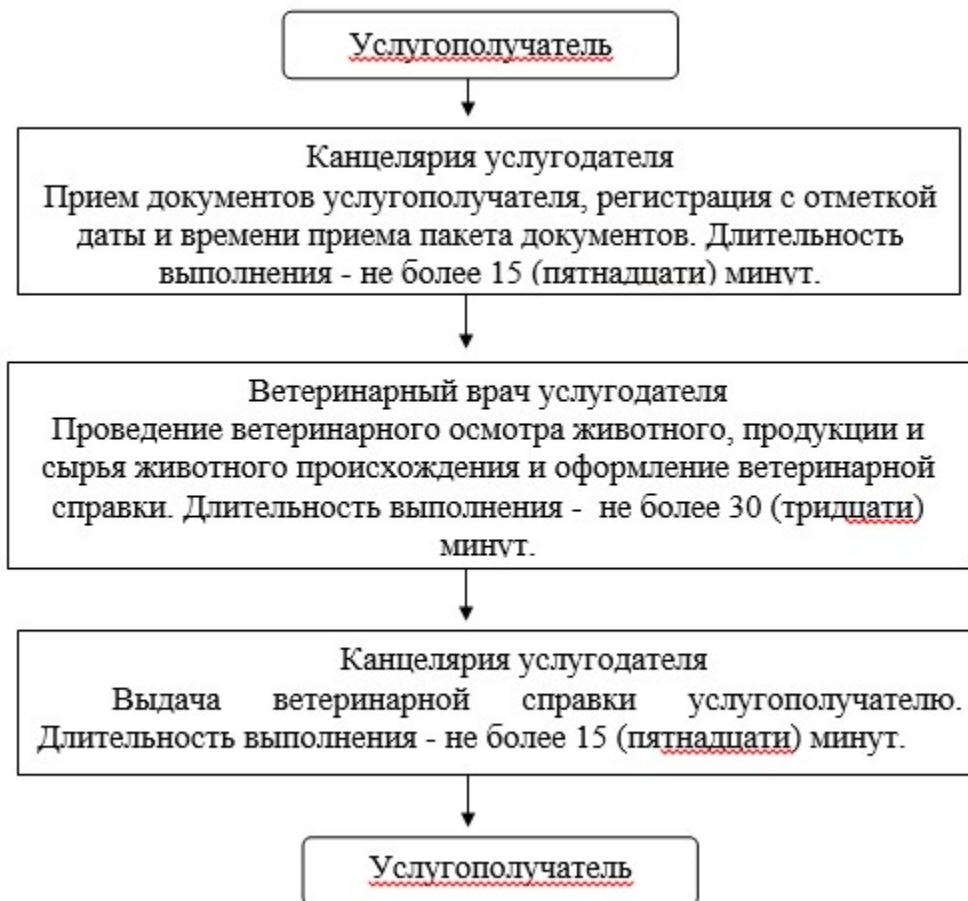 Услугополучатель
Канцелярия услугодателя
Прием документов услугополучателя, регистрация с отметкой
даты и времени приема пакета документов. Длительность
выполнения - не более 15 (пятнадцати) минут.
Ветеринарный врач услугодателя
Проведение ветеринарного осмотра животного, продукции и
сырья животного происхождения и оформление ветеринарной
справки. Длительность выполнения - не более 30 (тридцати)
минут.
Канцелярия услугодателя
Выдача ветеринарной справки услугополучателю.
Длительность выполнения - не более 15 (пятнадцати) минут.
Услугополучатель